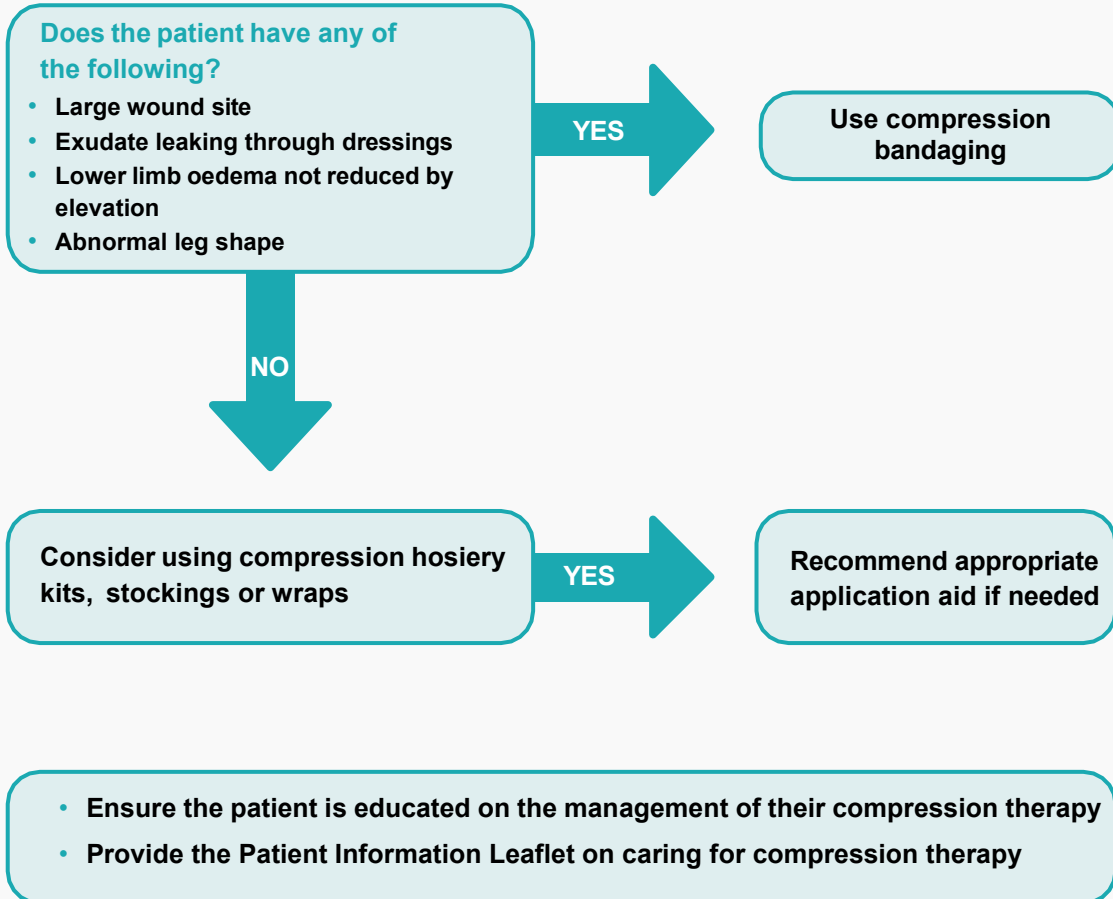 Does the patient have any of
the following?
• Large wound site
• Exudate leaking through dressings
• Lower limb oedema not reduced by
elevation
• Abnormal leg shape
YES
Use compression
bandaging
NO
Consider using compression hosiery
kits, stockings or wraps
YES
Recommend appropriate
application aid if needed
• Ensure the patient is educated on the management of their compression therapy
• Provide the Patient Information Leaflet on caring for compression therapy